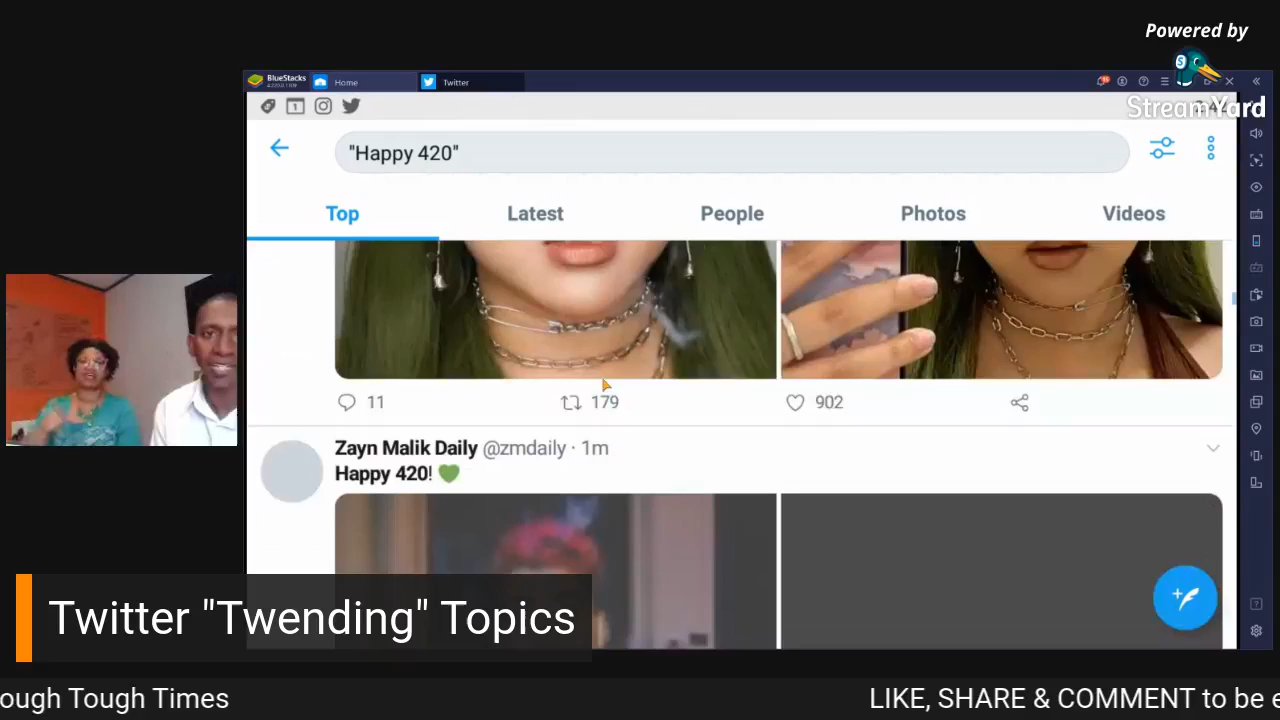 Powered by
StreamYard
BlueStacks
Home
Twitter
"Happy 420"
Top
Latest
People
Photos
Videos
11
179
902
Zayn Malik Daily @zmdaily · 1m
Happy 420! 💚
Twitter "Twending" Topics
ough Tough Times
LIKE, SHARE & COMMENT to be e